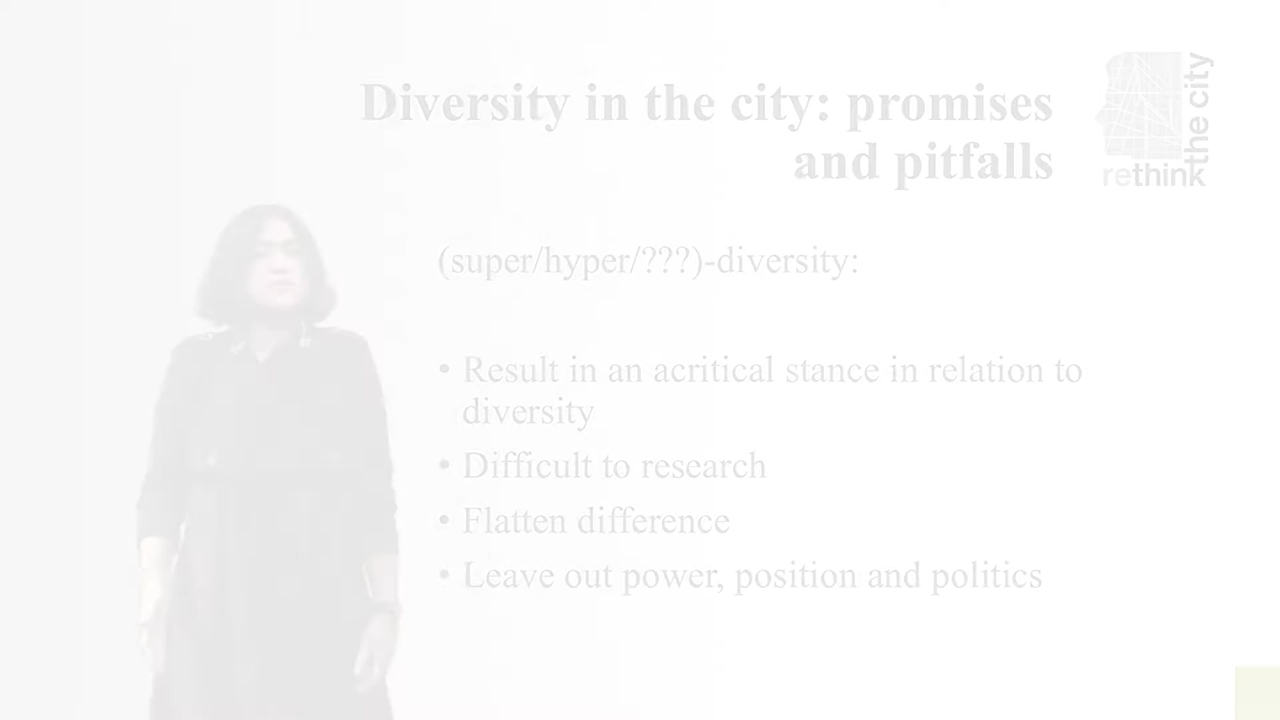 Diversity in the city: promises
and pitfalls
rethink
the city
(super/hyper/???)-diversity:
• Result in an acritical stance in relation to
diversity
• Difficult to research
• Flatten difference
• Leave out power, position and politics